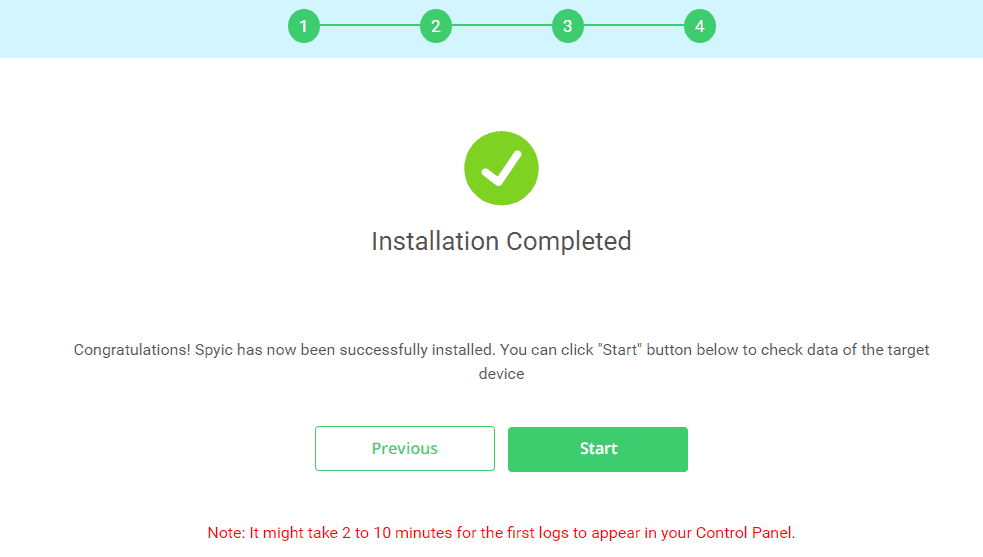 1 2 3 4
Installation Completed
Congratulations! Spyic has now been successfully installed. You can click "Start" button below to check data of the target
device
Previous Start
Note: It might take 2 to 10 minutes for the first logs to appear in your Control Panel.